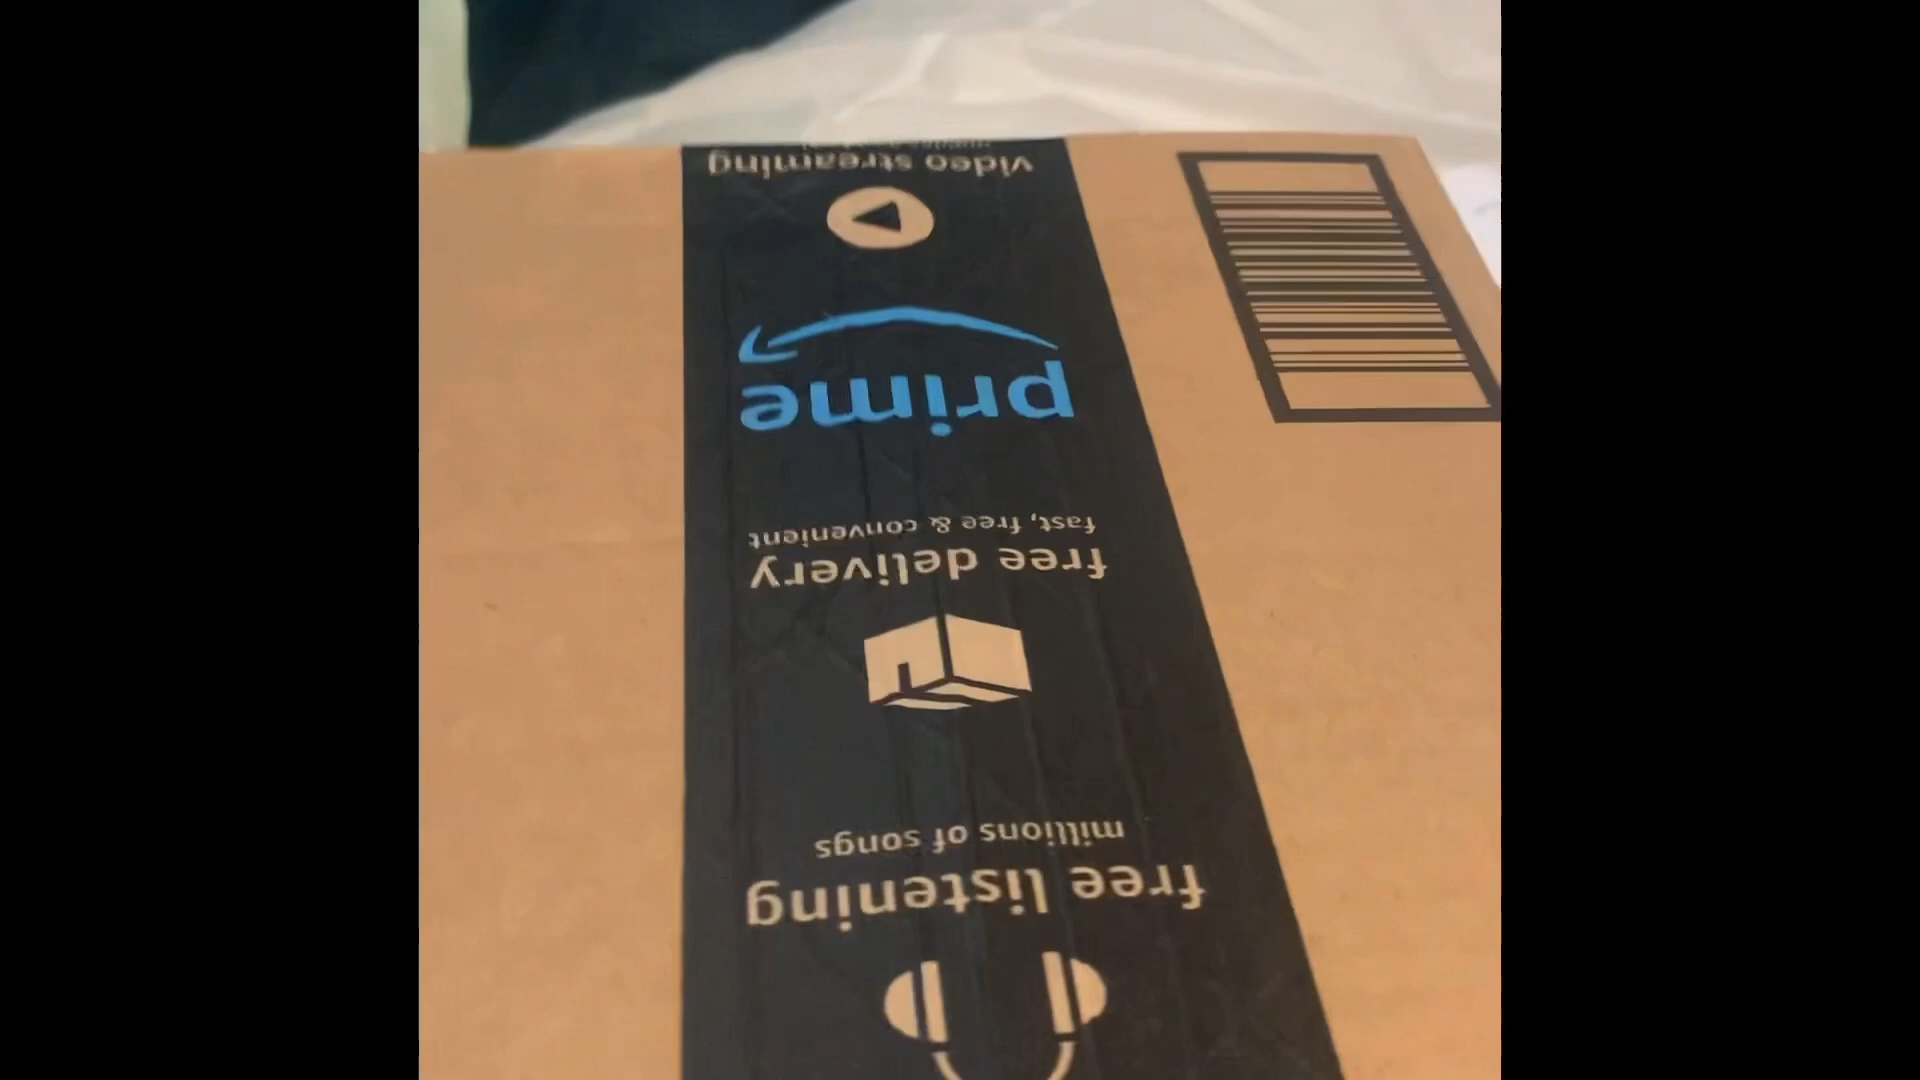 free listening
millions of songs
free delivery
fast, free & convenient
prime
video streaming